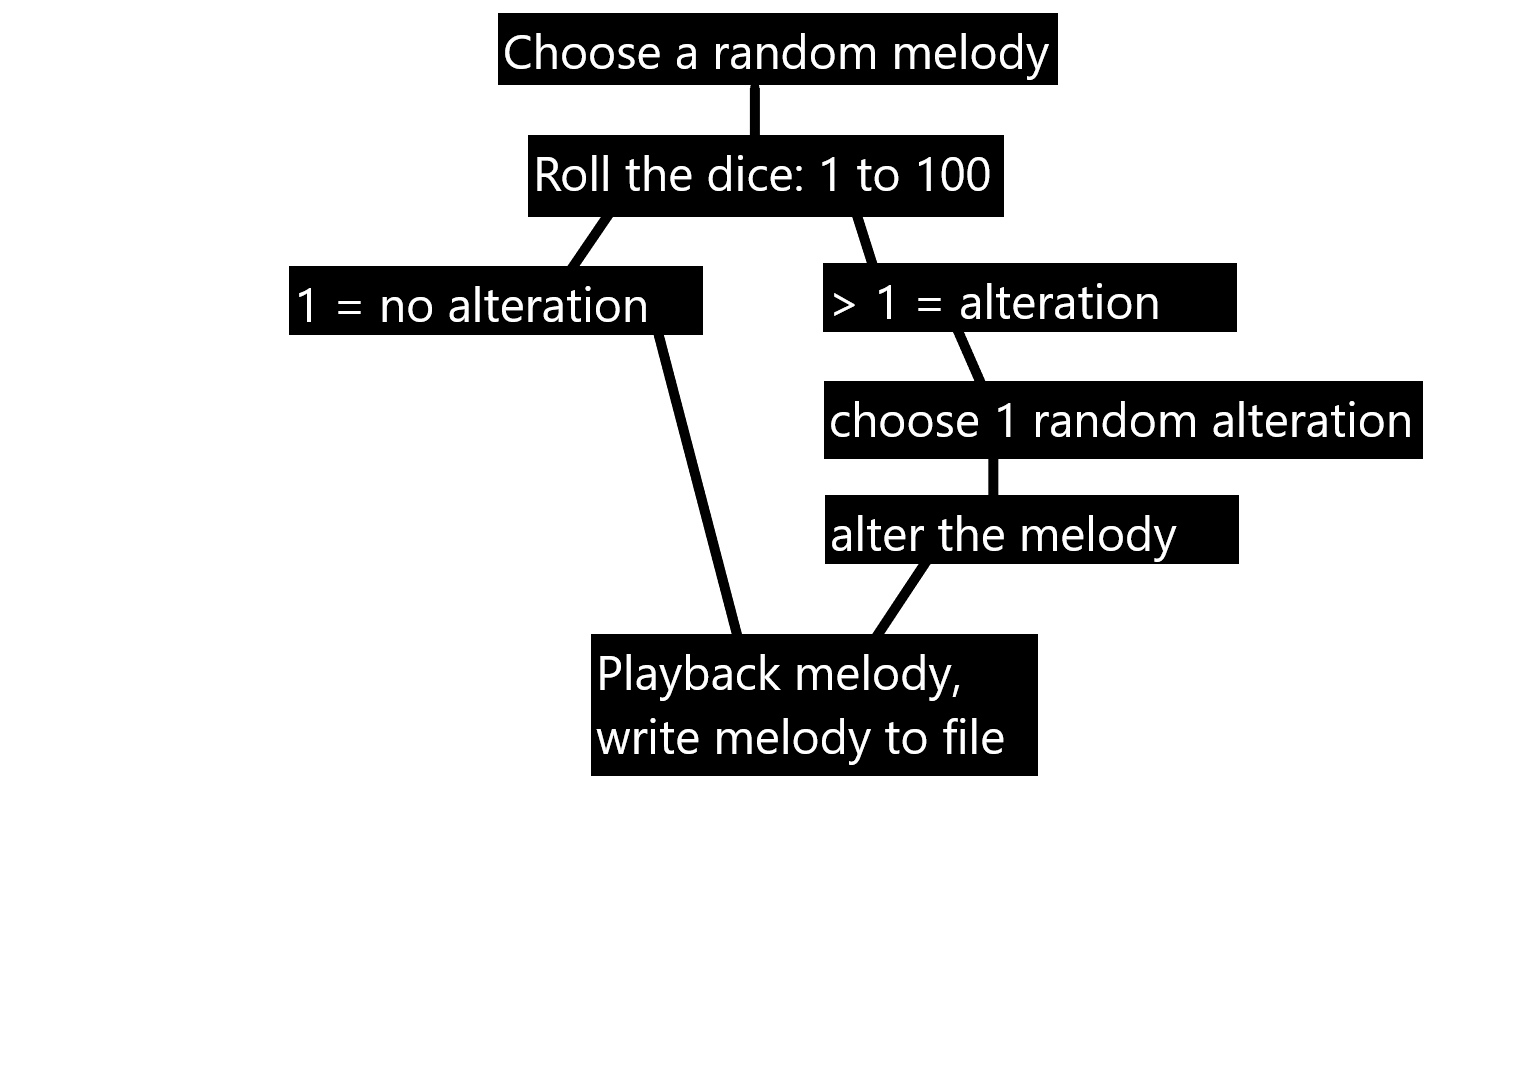 Choose a random melody
Roll the dice: 1 to 100
1 = no alteration
> 1 = alteration
choose 1 random alteration
alter the melody
Playback melody,
write melody to file